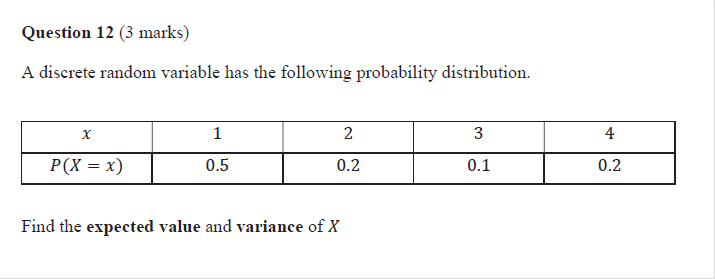 Question 12 (3 marks)
A discrete random variable has the following probability distribution.
x 1 2 3 4
P(X = x) 0.5 0.2 0.1 0.2
Find the expected value and variance of X